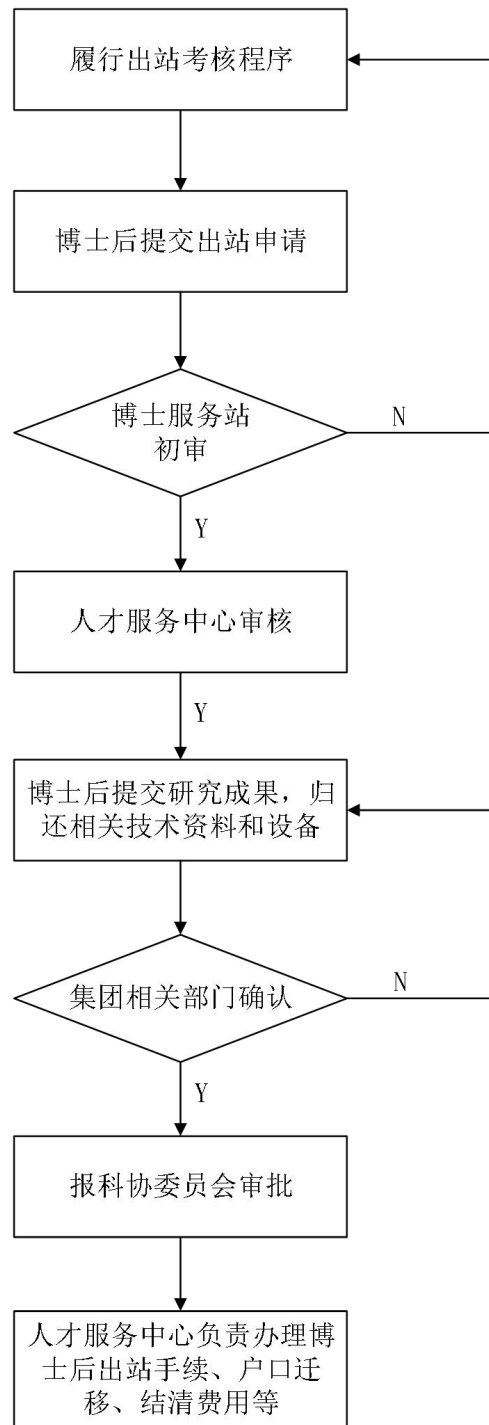 履行出站考核程序
博士后提交出站申请
博士服务站
初审
N
Y
人才服务中心审核
Y
博士后提交研究成果，归
还相关技术资料和设备
集团相关部门确认
N
Y
报科协委员会审批
人才服务中心负责办理博
士后出站手续、户口迁
移、结清费用等